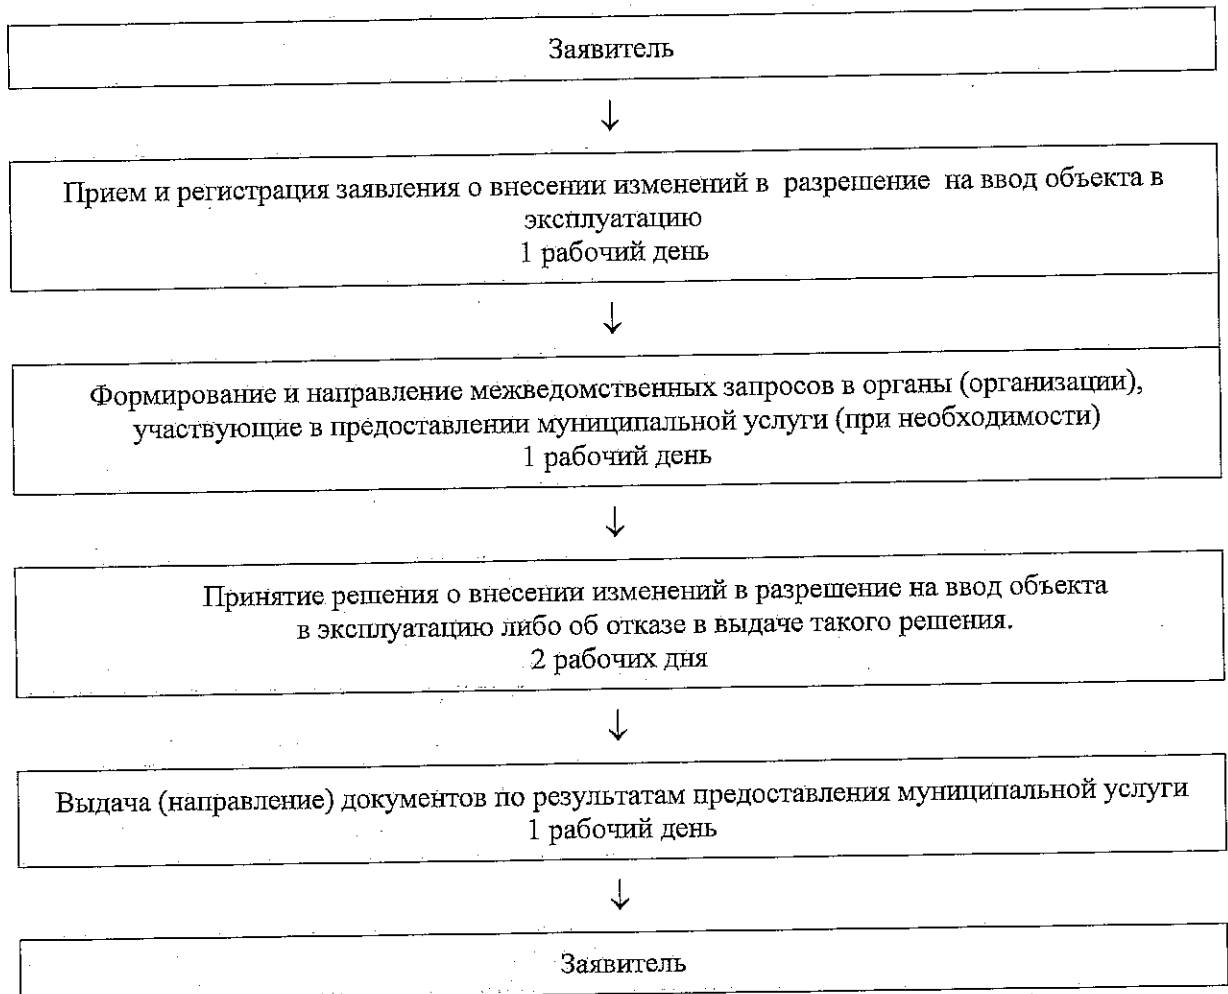 Заявитель
↓
Прием и регистрация заявления о внесении изменений в разрешение на ввод объекта в
эксплуатацию
1 рабочий день
↓
Формирование и направление межведомственных запросов в органы (организации),
участвующие в предоставлении муниципальной услуги (при необходимости)
1 рабочий день
↓
Принятие решения о внесении изменений в разрешение на ввод объекта
в эксплуатацию либо об отказе в выдаче такого решения.
2 рабочих дня
↓
Выдача (направление) документов по результатам предоставления муниципальной услуги
1 рабочий день
↓
Заявитель